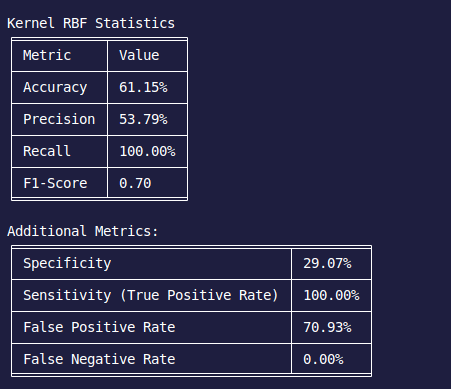 Kernel RBF Statistics
Metric Value
Accuracy 61.15%
Precision 53.79%
Recall 100.00%
F1-Score 0.70
Additional Metrics:
Specificity 29.07%
Sensitivity (True Positive Rate) 100.00%
False Positive Rate 70.93%
False Negative Rate 0.00%